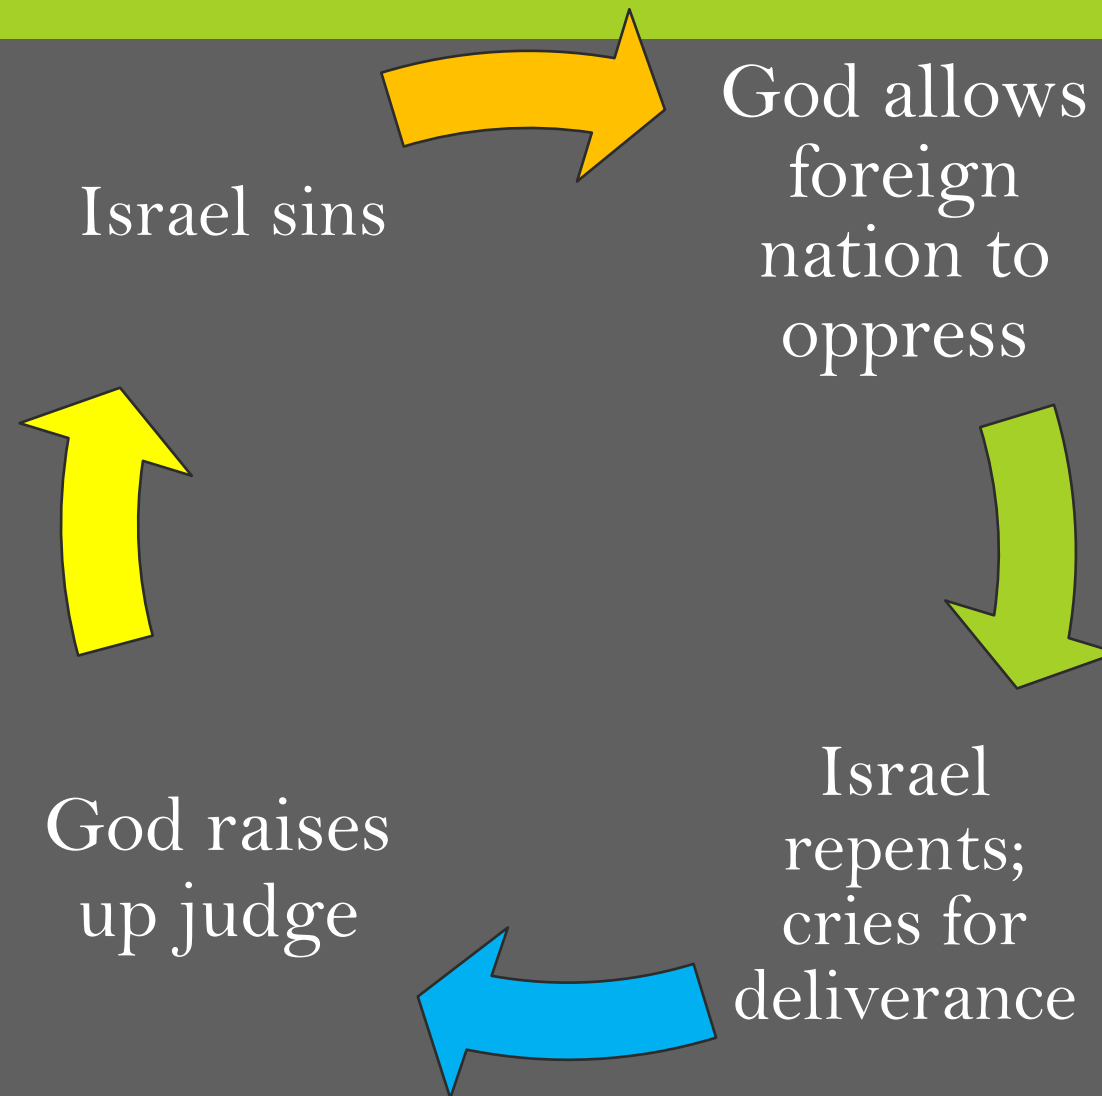 Israel sins
God allows
foreign
nation to
oppress
Israel
repents;
cries for
deliverance
God raises
up judge